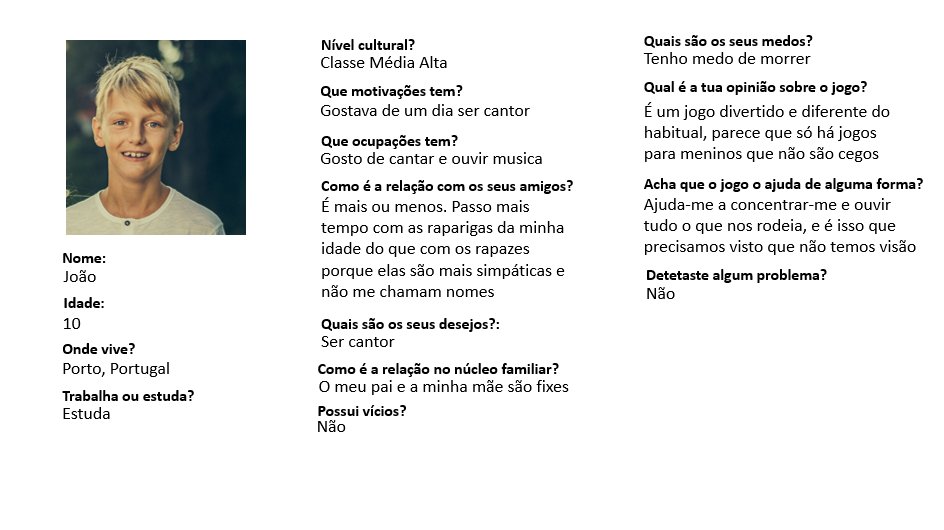 Nome:
João
Idade:
10
Onde vive?
Porto, Portugal
Trabalha ou estuda?
Estuda
Nível cultural?
Classe Média Alta
Que motivações tem?
Gostava de um dia ser cantor
Que ocupações tem?
Gosto de cantar e ouvir musica
Como é a relação com os seus amigos?
É mais ou menos. Passo mais
tempo com as raparigas da minha
idade do que com os rapazes
porque elas são mais simpáticas e
não me chamam nomes
Quais são os seus desejos?:
Ser cantor
Como é a relação no núcleo familiar?
O meu pai e a minha mãe são fixes
Possui vícios?
Não
Quais são os seus medos?
Tenho medo de morrer
Qual é a tua opinião sobre o jogo?
É um jogo divertido e diferente do
habitual, parece que só há jogos
para meninos que não são cegos
Acha que o jogo o ajuda de alguma forma?
Ajuda-me a concentrar-me e ouvir
tudo o que nos rodeia, e é isso que
precisamos visto que não temos visão
Detetaste algum problema?
Não